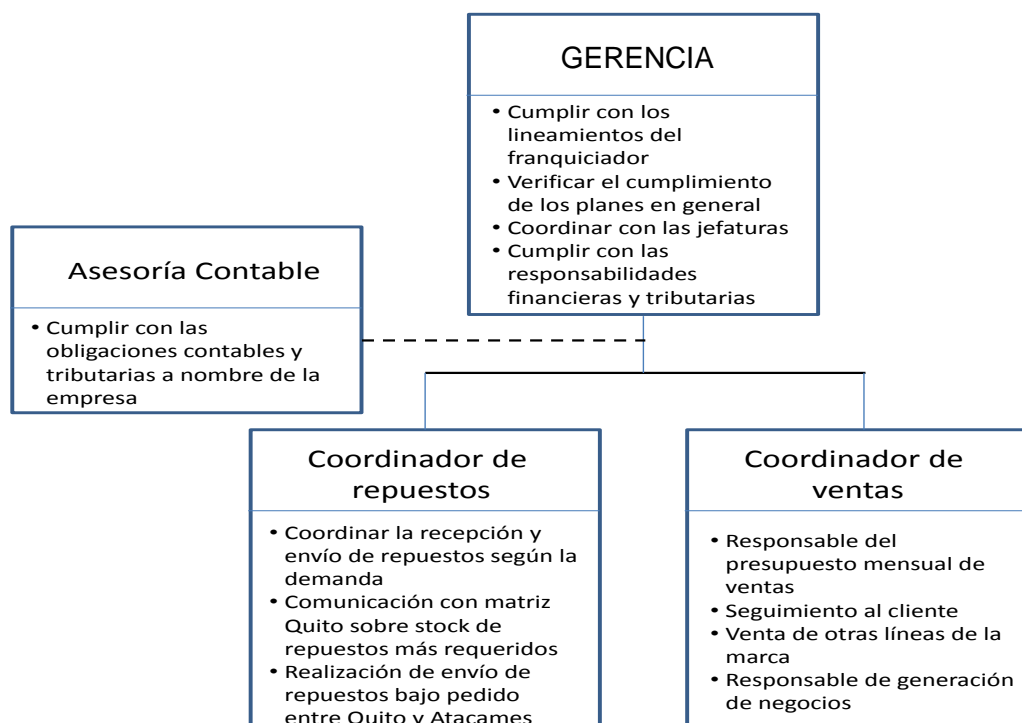 GERENCIA
• Cumplir con los
lineamientos del
franquiciador
• Verificar el cumplimiento
de los planes en general
• Coordinar con las jefaturas
• Cumplir con las
responsabilidades
financieras y tributarias
Asesoría Contable
• Cumplir con las
obligaciones contables y
tributarias a nombre de la
empresa
Coordinador de
repuestos
• Coordinar la recepción y
envío de repuestos según la
demanda
• Comunicación con matriz
Quito sobre stock de
repuestos más requeridos
• Realización de envío de
repuestos bajo pedido
entre Quito y Atacames
Coordinador de
ventas
• Responsable del
presupuesto mensual de
ventas
• Seguimiento al cliente
• Venta de otras líneas de la
marca
• Responsable de generación
de negocios